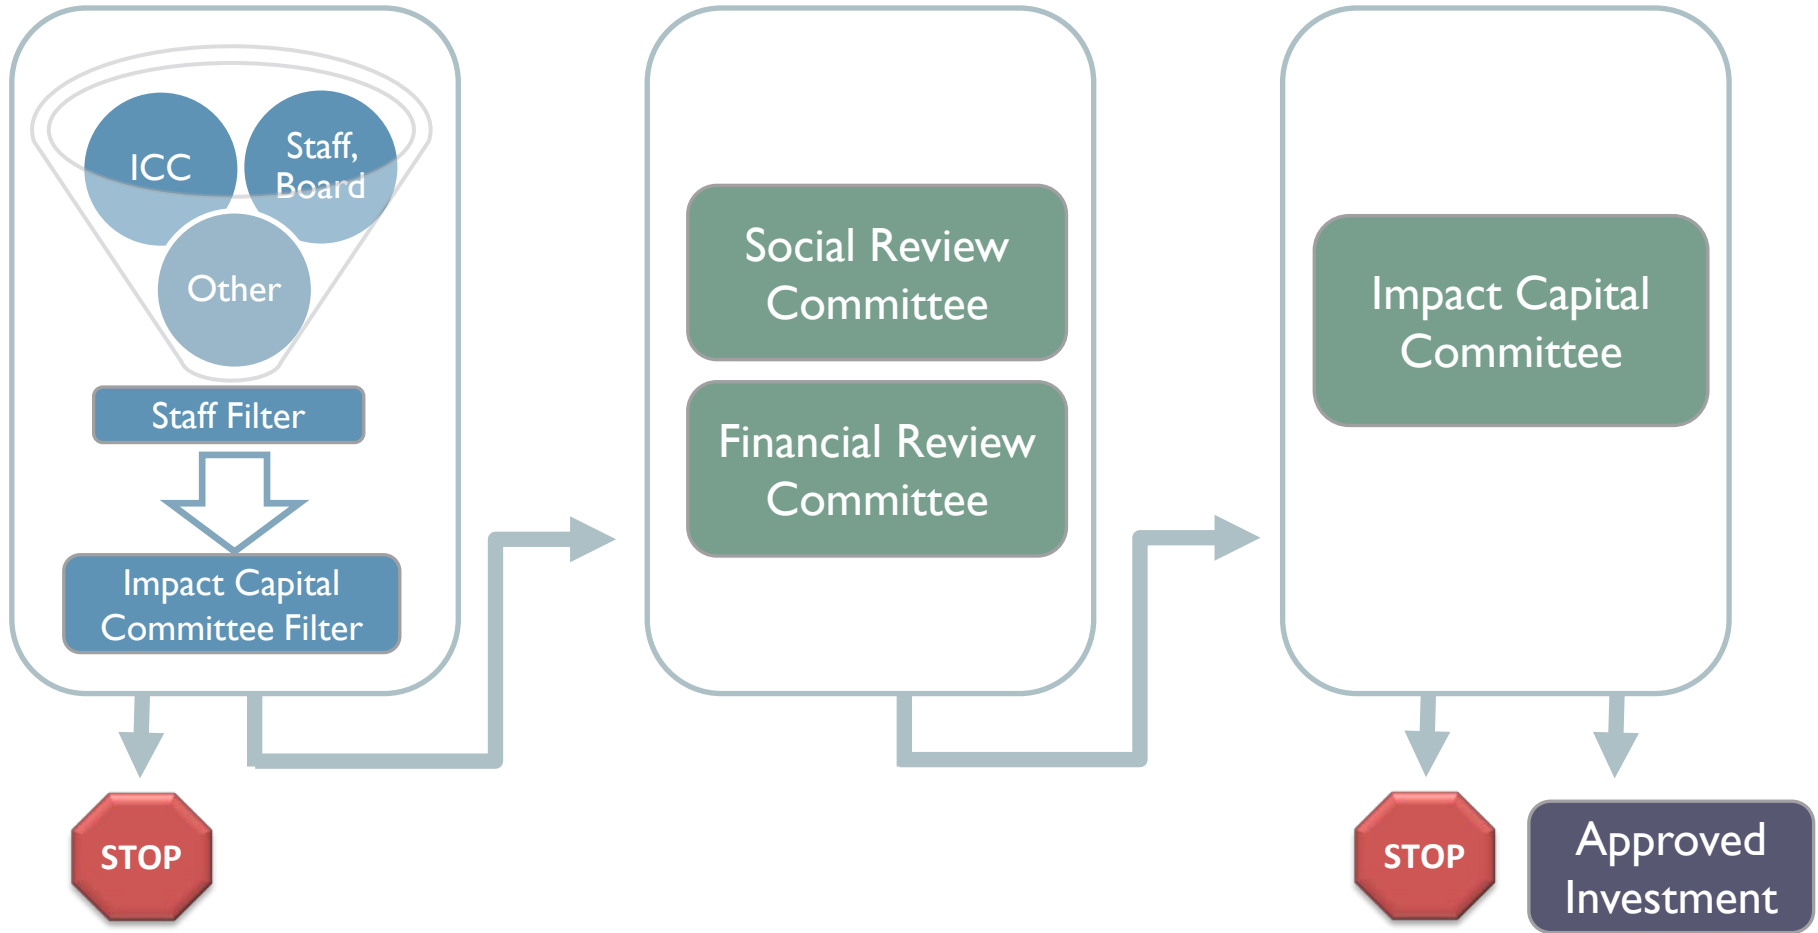 ICC
Staff,
Board
Other
Staff Filter
Impact Capital
Committee Filter
STOP
Social Review
Committee
Financial Review
Committee
Impact Capital
Committee
STOP
Approved
Investment